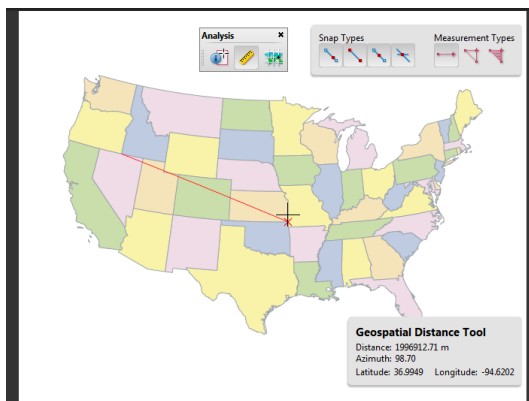 Analysis ×
Snap Types Measurement Types
Geospatial Distance Tool
Distance: 1996912.71 m
Azimuth: 98.70
Latitude: 36.9949 Longitude: -94.6202